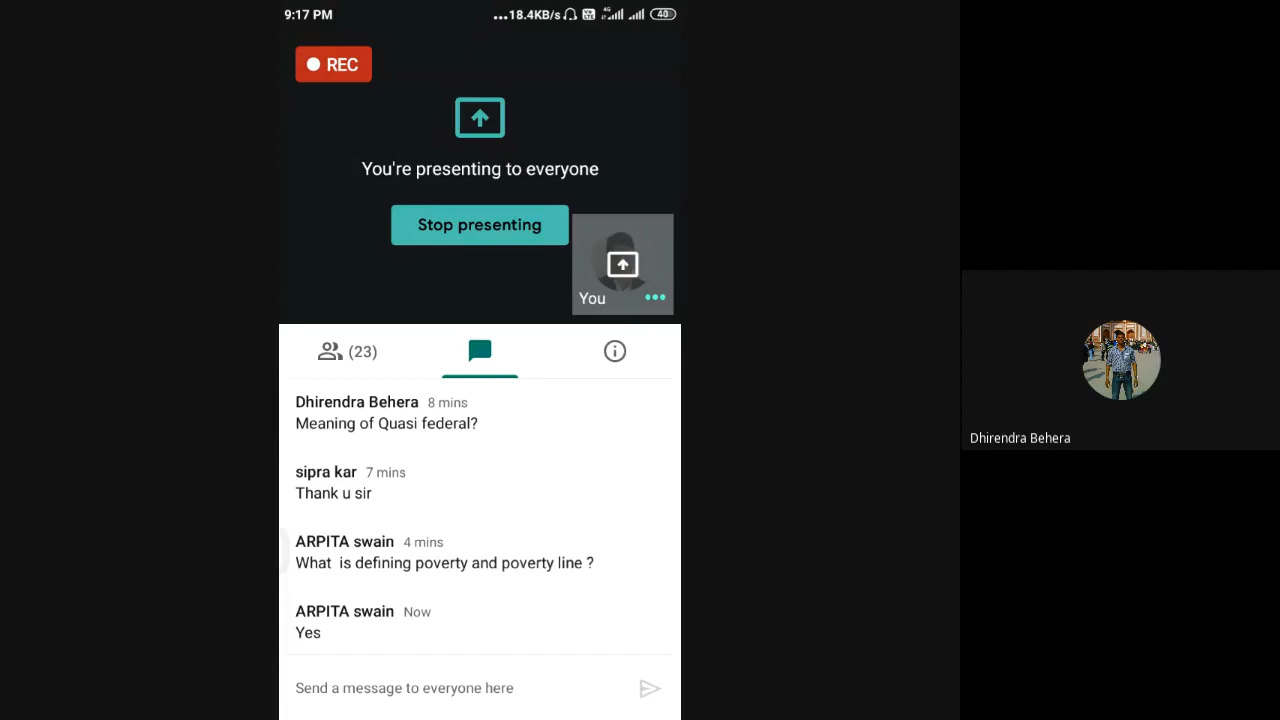 9:17 PM
...18.4KB/s
4G
40
REC
You're presenting to everyone
Stop presenting
You
(23)
Dhirendra Behera 8 mins
Meaning of Quasi federal?
sipra kar 7 mins
Thank u sir
ARPITA swain 4 mins
What is defining poverty and poverty line ?
ARPITA swain Now
Yes
Send a message to everyone here
Dhirendra Behera